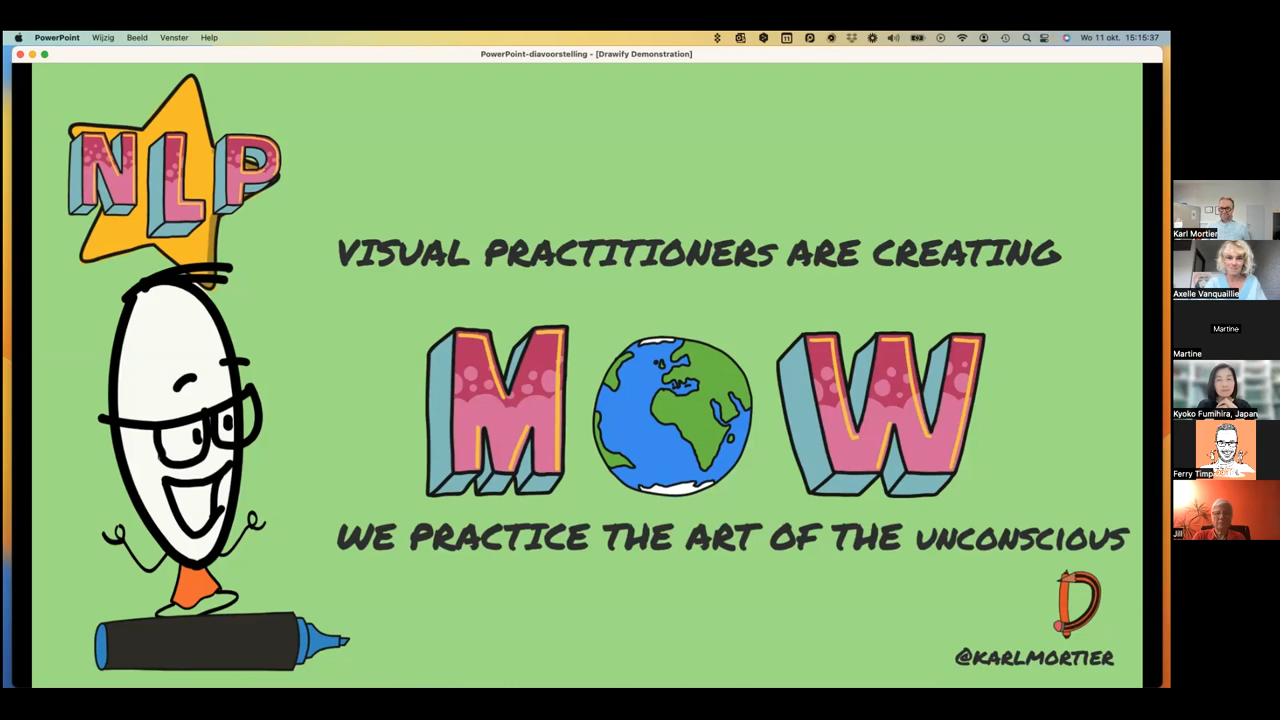 PowerPoint Wijzig Beeld Venster Help
11
Wo 11 okt. 15:15:37
PowerPoint-diavoorstelling - [Drawify Demonstration]
NLP
VISUAL PRACTITIONERS ARE CREATING
M W
WE PRACTICE THE ART OF THE UNCONSCIOUS
D
@KARLMORTIER
Karl Mortier
Axelle Vanquaillie
Martine
Martine
Kyoko Fumihira, Japan
Ferry Timp
Jill